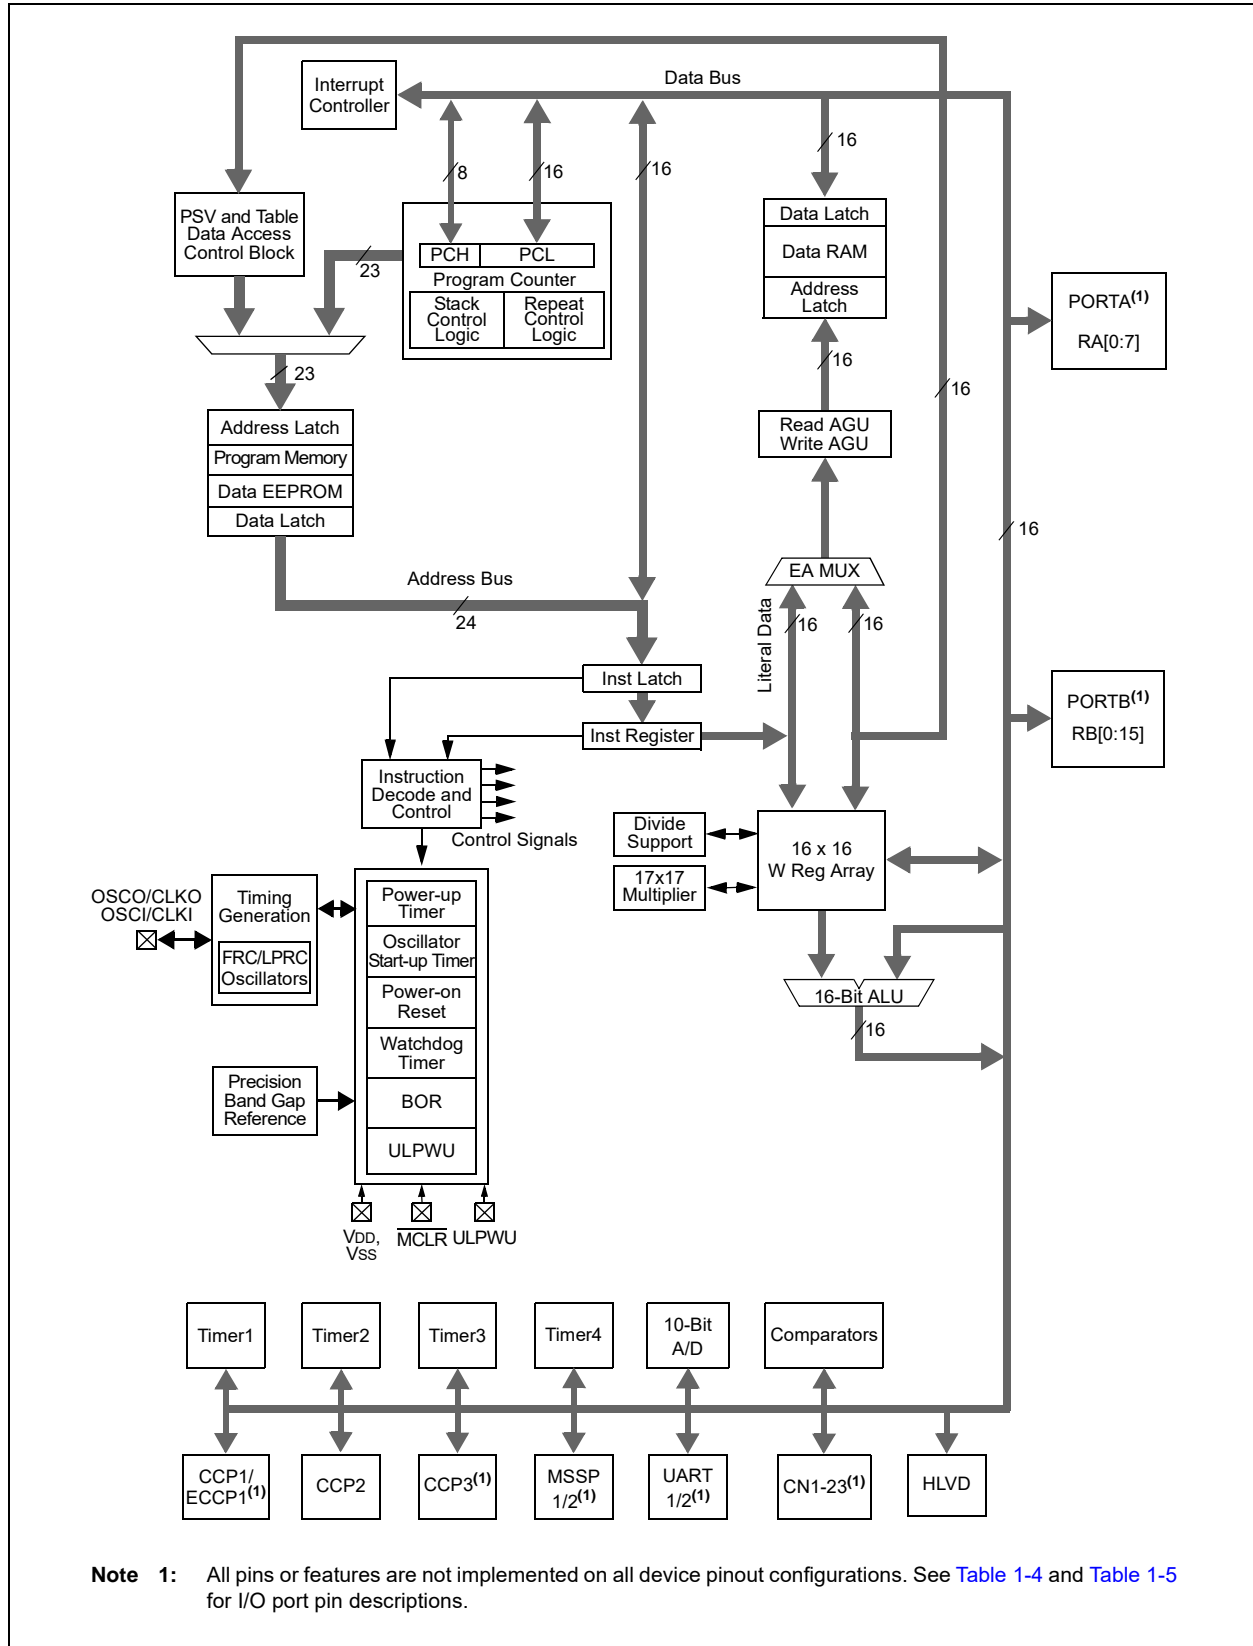 Data Bus
Interrupt
Controller
16
8
16
16
PSV and Table
Data Access
Control Block
Data Latch
Data RAM
Address
Latch
PCH
PCL
23
Program Counter
Stack
Control
Logic
Repeat
Control
Logic
PORTA(1)
RA[0:7]
16
23
16
Read AGU
Write AGU
Address Latch
Program Memory
Data EEPROM
Data Latch
16
EA MUX
Address Bus
24
Literal Data
16
16
Inst Latch
PORTB(1)
RB[0:15]
Inst Register
Instruction
Decode and
Control
Control Signals
Divide
Support
16 x 16
W Reg Array
17x17
Multiplier
OSCO/CLKO
OSCI/CLKI
Timing
Generation
FRC/LPRC
Oscillators
Power-up
Timer
Oscillator
Start-up Timer
Power-on
Reset
Watchdog
Timer
BOR
ULPWU
16-Bit ALU
16
Precision
Band Gap
Reference
VDD,
VSS
MCLR
ULPWU
Timer1
Timer2
Timer3
Timer4
10-Bit
A/D
Comparators
CCP1/
ECCP1(1)
CCP2
CCP3(1)
MSSP
1/2(1)
UART
1/2(1)
CN1-23(1)
HLVD
Note 1: All pins or features are not implemented on all device pinout configurations. See Table 1-4 and Table 1-5
for I/O port pin descriptions.